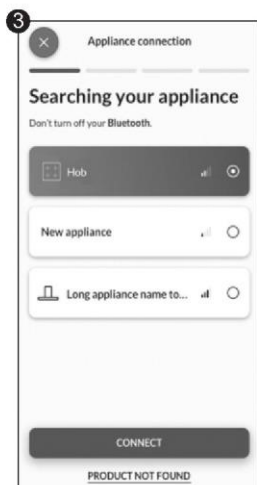 3
Appliance connection
Searching your appliance
Don't turn off your Bluetooth.
Hob
New appliance
Long appliance name to...
CONNECT
PRODUCT NOT FOUND